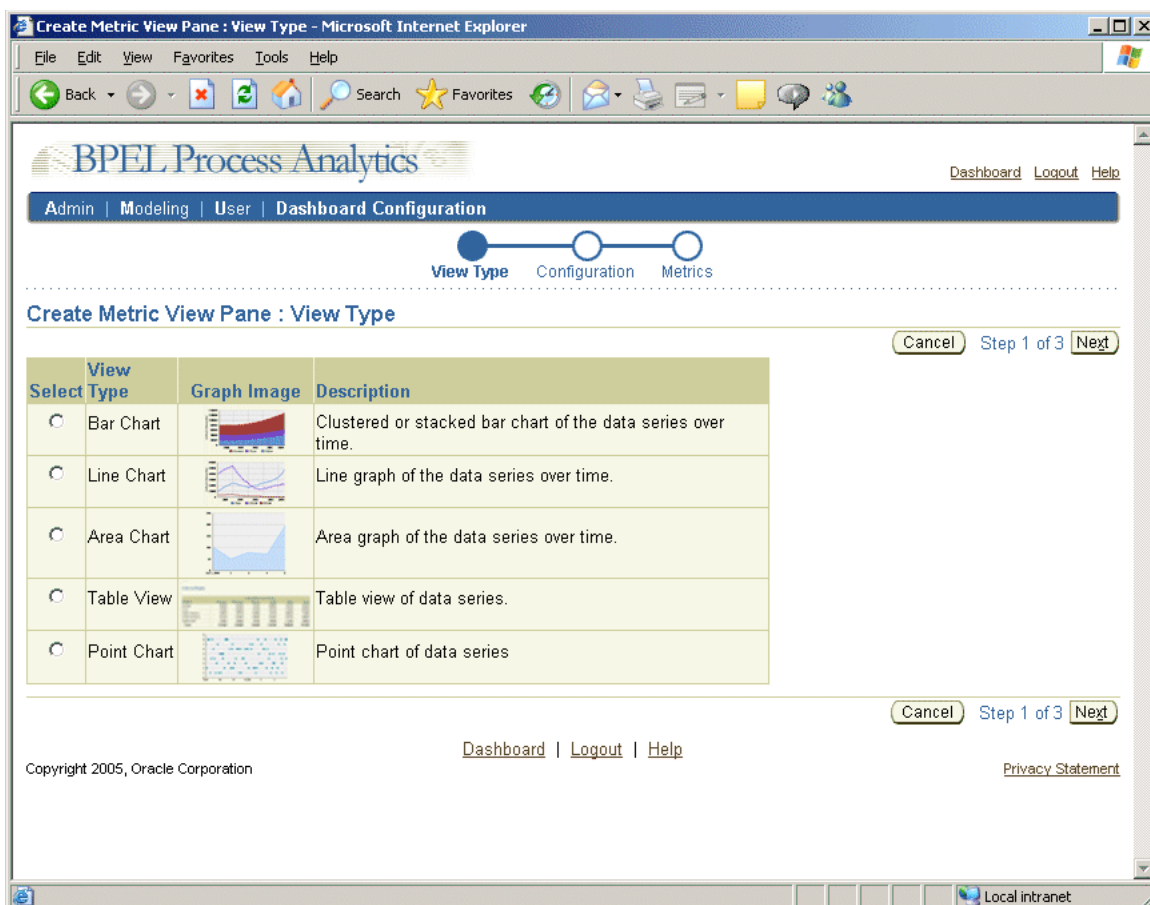 Create Metric View Pane : View Type - Microsoft Internet Explorer
File Edit View Favorites Tools Help
Back Search Favorites
BPEL Process Analytics
Dashboard Logout Help
Admin | Modeling | User | Dashboard Configuration
View Type Configuration Metrics
Create Metric View Pane : View Type
Cancel Step 1 of 3 Next
Select View Type Graph Image Description
Bar Chart Clustered or stacked bar chart of the data series over time.
Line Chart Line graph of the data series over time.
Area Chart Area graph of the data series over time.
Table View Table view of data series.
Point Chart Point chart of data series
Cancel Step 1 of 3 Next
Dashboard | Logout | Help
Copyright 2005, Oracle Corporation
Privacy Statement
Local intranet